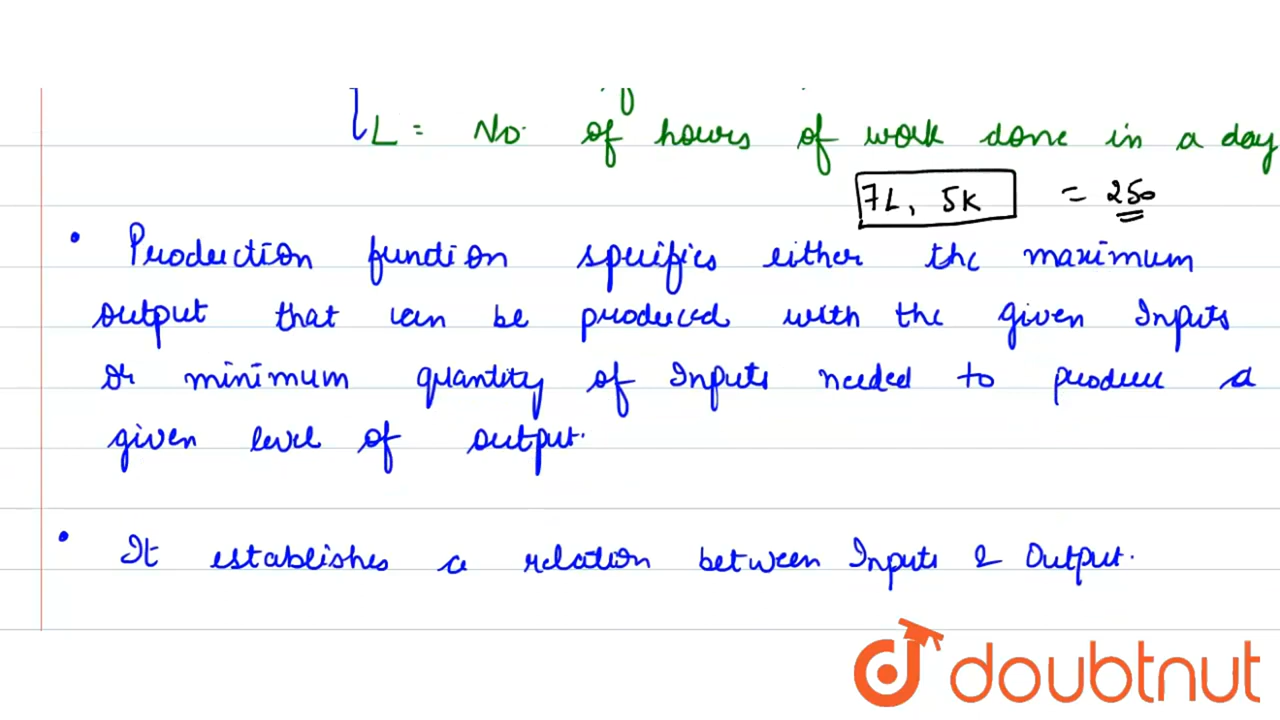 L = No. of hours of work done in a day
7L, 5K = 250
• Production function specifies either the maximum
output that can be produced with the given Inputs
or minimum quantity of Inputs needed to produce a
given level of output.
• It establishes a relation between Inputs & Output.
doubtnut